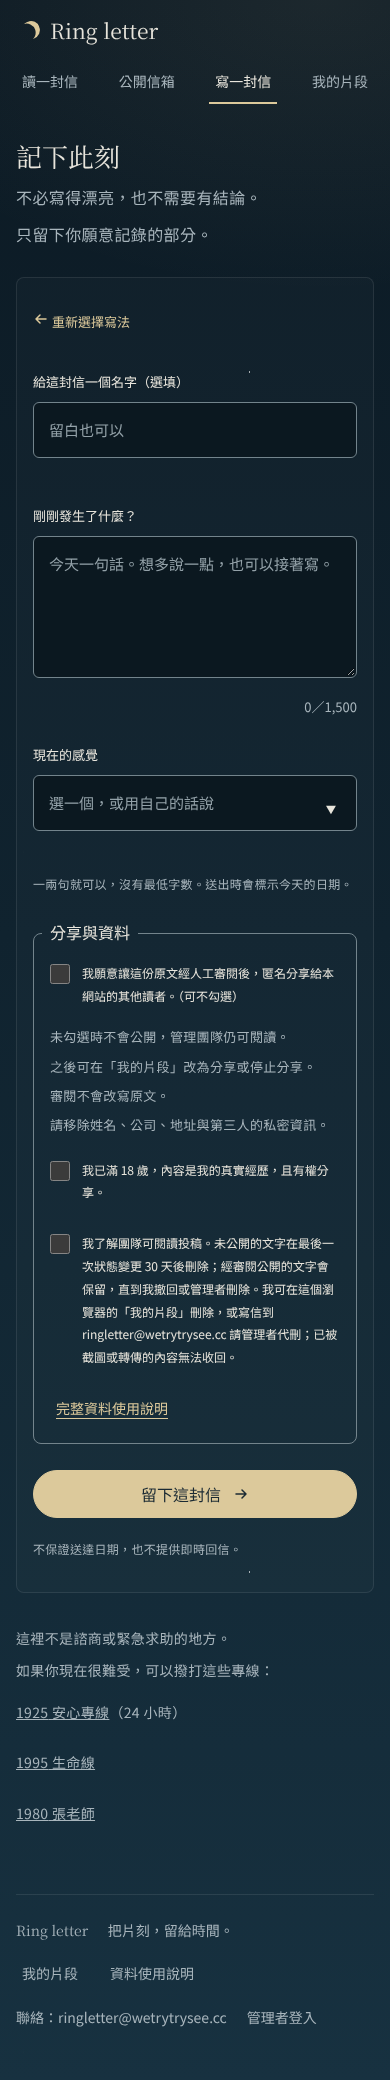 Ring letter
讀一封信 公開信箱 寫一封信 我的片段
記下此刻
不必寫得漂亮，也不需要有結論。
只留下你願意記錄的部分。
← 重新選擇寫法
給這封信一個名字（選填）
留白也可以
剛剛發生了什麼？
今天一句話。想多說一點，也可以接著寫。
0／1,500
現在的感覺
選一個，或用自己的話說
一兩句就可以，沒有最低字數。送出時會標示今天的日期。
分享與資料
我願意讓這份原文經人工審閱後，匿名分享給本
網站的其他讀者。（可不勾選）
未勾選時不會公開，管理團隊仍可閱讀。
之後可在「我的片段」改為分享或停止分享。
審閱不會改寫原文。
請移除姓名、公司、地址與第三人的私密資訊。
我已滿 18 歲，內容是我的真實經歷，且有權分
享。
我了解團隊可閱讀投稿。未公開的文字在最後一
次狀態變更 30 天後刪除；經審閱公開的文字會
保留，直到我撤回或管理者刪除。我可在這個瀏
覽器的「我的片段」刪除，或寫信到
ringletter@wetrytrysee.cc 請管理者代刪；已被
截圖或轉傳的內容無法收回。
完整資料使用說明
留下這封信 →
不保證送達日期，也不提供即時回信。
這裡不是諮商或緊急求助的地方。
如果你現在很難受，可以撥打這些專線：
1925 安心專線（24 小時）
1995 生命線
1980 張老師
Ring letter 把片刻，留給時間。
我的片段 資料使用說明
聯絡：ringletter@wetrytrysee.cc 管理者登入